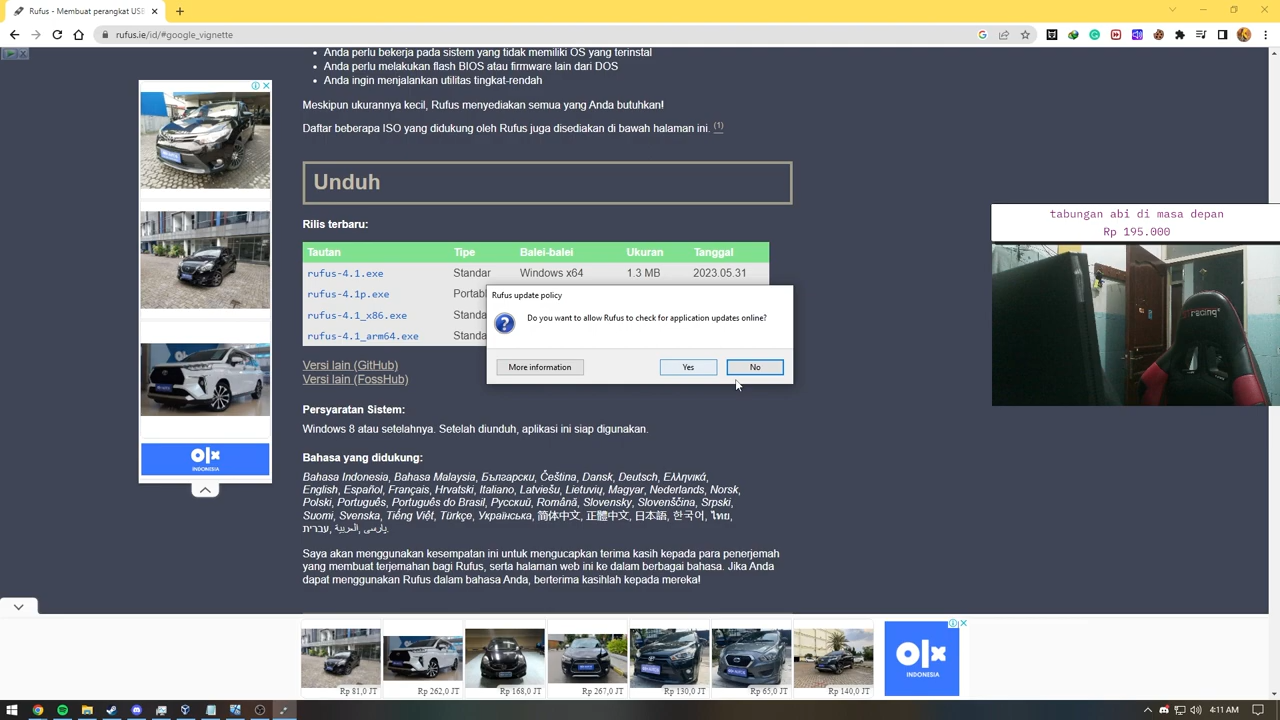 Rufus - Membuat perangkat USB
rufus.ie/id/#google_vignette
Anda perlu bekerja pada sistem yang tidak memiliki OS yang terinstal
Anda perlu melakukan flash BIOS atau firmware lain dari DOS
Anda ingin menjalankan utilitas tingkat-rendah
Meskipun ukurannya kecil, Rufus menyediakan semua yang Anda butuhkan!
Daftar beberapa ISO yang didukung oleh Rufus juga disediakan di bawah halaman ini. (1)
Unduh
Rilis terbaru:
Tautan Tipe Balei-balei Ukuran Tanggal
rufus-4.1.exe Standar Windows x64 1.3 MB 2023.05.31
rufus-4.1p.exe
rufus-4.1_x86.exe
rufus-4.1_arm64.exe
Rufus update policy
Do you want to allow Rufus to check for application updates online?
More information
Yes
No
Versi lain (GitHub)
Versi lain (FossHub)
Persyaratan Sistem:
Windows 8 atau setelahnya. Setelah diunduh, aplikasi ini siap digunakan.
Bahasa yang didukung:
Bahasa Indonesia, Bahasa Malaysia, Български, Čeština, Dansk, Deutsch, Ελληνικά,
English, Español, Français, Hrvatski, Italiano, Latviešu, Lietuvių, Magyar, Nederlands, Norsk,
Polski, Português, Português do Brasil, Русский, Română, Slovensky, Slovenščina, Srpski,
Suomi, Svenska, Tiếng Việt, Türkçe, Українська, 简体中文, 正體中文, 日本語, 한국어, ไทย,
עברית, العربية, پارسی.
Saya akan menggunakan kesempatan ini untuk mengucapkan terima kasih kepada para penerjemah
yang membuat terjemahan bagi Rufus, serta halaman web ini ke dalam berbagai bahasa. Jika Anda
dapat menggunakan Rufus dalam bahasa Anda, berterima kasihlah kepada mereka!
tabungan abi di masa depan
Rp 195.000
racing
olx
INDONESIA
Rp 81,0 JT
Rp 262,0 JT
Rp 168,0 JT
Rp 267,0 JT
Rp 130,0 JT
Rp 65,0 JT
Rp 140,0 JT
olx
INDONESIA
4:11 AM